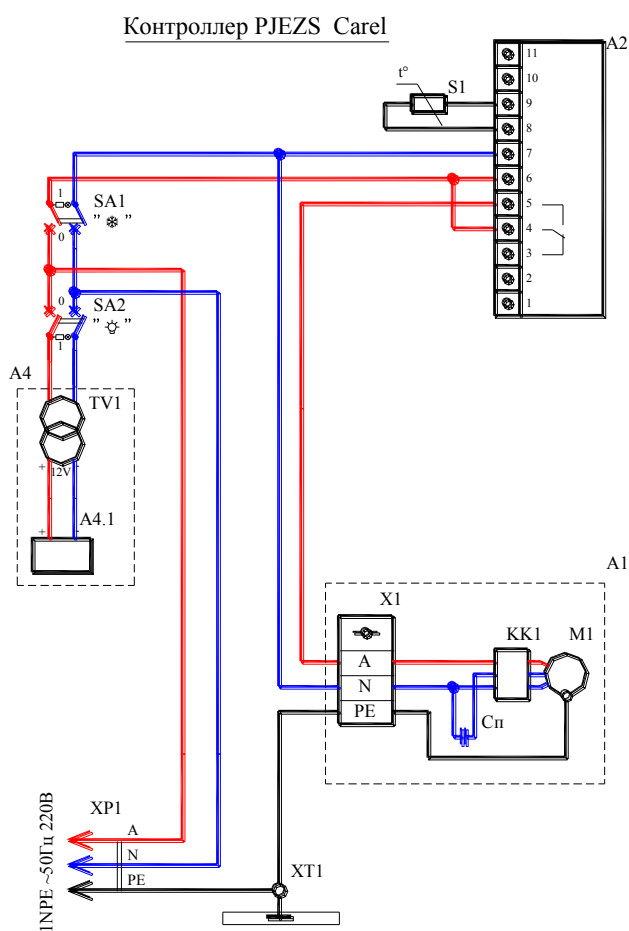 Контроллер PJEZS Carel
A2
11
10
t°
S1
9
8
7
6
1
SA1
5
" ❄ "
0
4
3
2
0
SA2
1
" "
1
A4
TV1
+ 12V -
+ -
A4.1
A1
X1
KK1
M1
A
N
Сп
PE
1NPE ~50Гц 220В
XP1
A
N
PE
XT1